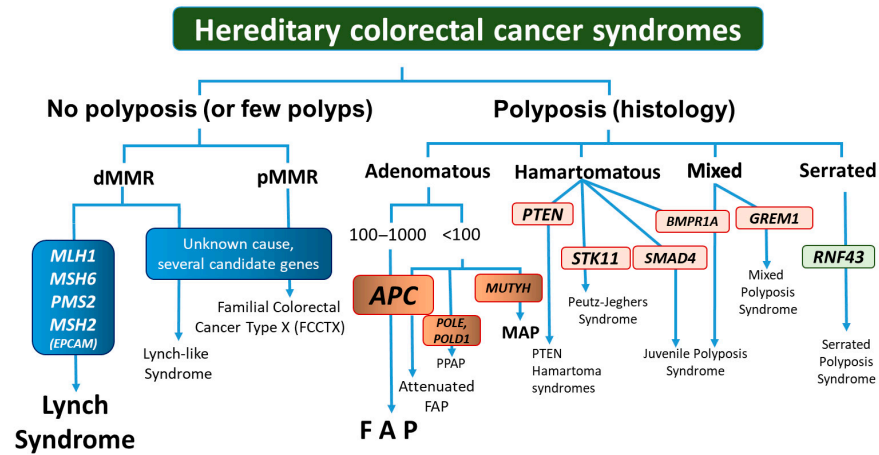 Hereditary colorectal cancer syndromes
No polyposis (or few polyps)
Polyposis (histology)
dMMR
pMMR
Adenomatous
Hamartomatous
Mixed
Serrated
MLH1
MSH6
PMS2
MSH2
(EPCAM)
Unknown cause,
several candidate genes
100–1000
<100
PTEN
BMPR1A
GREM1
STK11
SMAD4
RNF43
APC
MUTYH
POLE,
POLD1
Lynch
Syndrome
Lynch-like
Syndrome
Familial Colorectal
Cancer Type X (FCCTX)
F A P
Attenuated
FAP
PPAP
MAP
PTEN
Hamartoma
syndromes
Peutz-Jeghers
Syndrome
Juvenile Polyposis
Syndrome
Mixed
Polyposis
Syndrome
Serrated
Polyposis
Syndrome